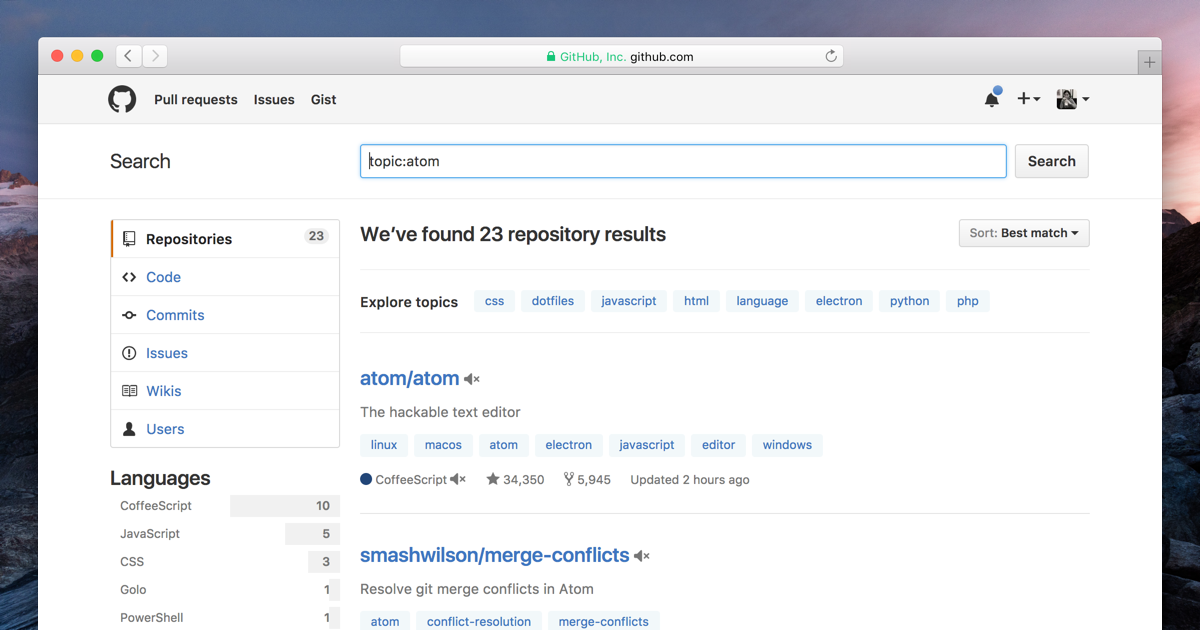 GitHub, Inc. github.com
Pull requests Issues Gist
Search
topic:atom
Search
Repositories 23
Code
Commits
Issues
Wikis
Users
Languages
CoffeeScript 10
JavaScript 5
CSS 3
Golo 1
PowerShell 1
We’ve found 23 repository results
Sort: Best match
Explore topics css dotfiles javascript html language electron python php
atom/atom
The hackable text editor
linux macos atom electron javascript editor windows
CoffeeScript 34,350 5,945 Updated 2 hours ago
smashwilson/merge-conflicts
Resolve git merge conflicts in Atom
atom conflict-resolution merge-conflicts